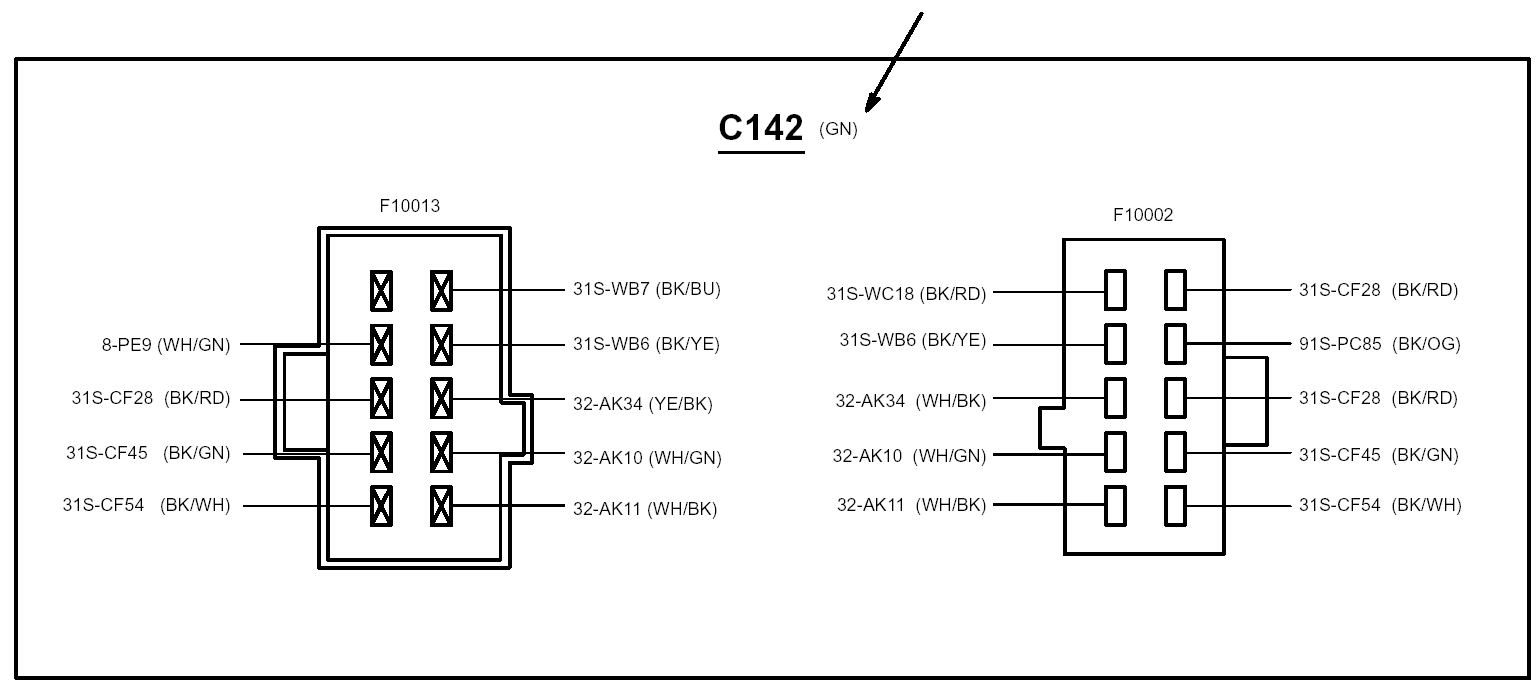 C142 (GN)
F10013
31S-WB7 (BK/BU)
8-PE9 (WH/GN)
31S-WB6 (BK/YE)
31S-CF28 (BK/RD)
32-AK34 (YE/BK)
31S-CF45 (BK/GN)
32-AK10 (WH/GN)
31S-CF54 (BK/WH)
32-AK11 (WH/BK)
F10002
31S-WC18 (BK/RD)
31S-CF28 (BK/RD)
31S-WB6 (BK/YE)
91S-PC85 (BK/OG)
32-AK34 (WH/BK)
31S-CF28 (BK/RD)
32-AK10 (WH/GN)
31S-CF45 (BK/GN)
32-AK11 (WH/BK)
31S-CF54 (BK/WH)